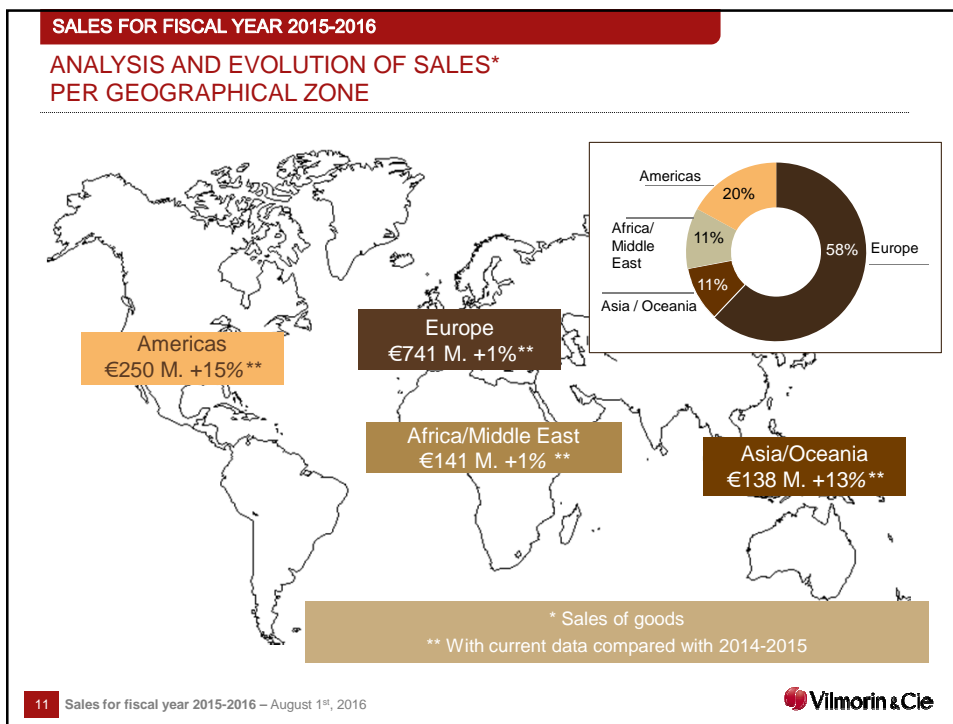 SALES FOR FISCAL YEAR 2015-2016
ANALYSIS AND EVOLUTION OF SALES*
PER GEOGRAPHICAL ZONE
Americas
20%
Africa/
Middle
East
11%
58%
Europe
11%
Asia / Oceania
Europe
€741 M. +1%**
Americas
€250 M. +15%**
Africa/Middle East
€141 M. +1% **
Asia/Oceania
€138 M. +13%**
* Sales of goods
** With current data compared with 2014-2015
11 Sales for fiscal year 2015-2016 – August 1st, 2016
Vilmorin & Cie